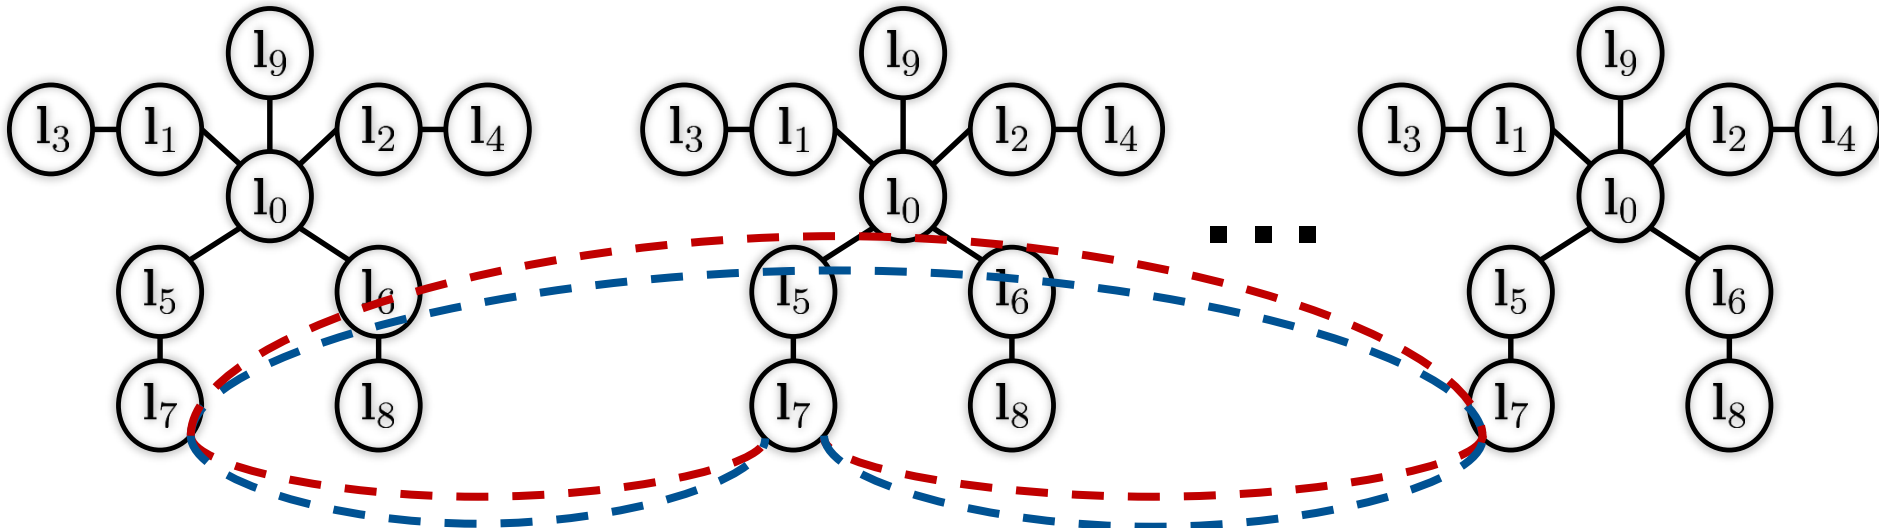 l₉ l₉ l₉
l₃ l₁ l₂ l₄ l₃ l₁ l₂ l₄ l₃ l₁ l₂ l₄
l₀ l₀ l₀
l₅ l₆ l₅ l₆ l₅ l₆
l₇ l₈ l₇ l₈ l₇ l₈